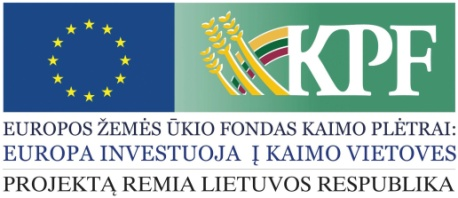 KPF
EUROPOS ŽEMĖS ŪKIO FONDAS KAIMO PLĖTRAI:
EUROPA INVESTUOJA Į KAIMO VIETOVES
PROJEKTĄ REMIA LIETUVOS RESPUBLIKA